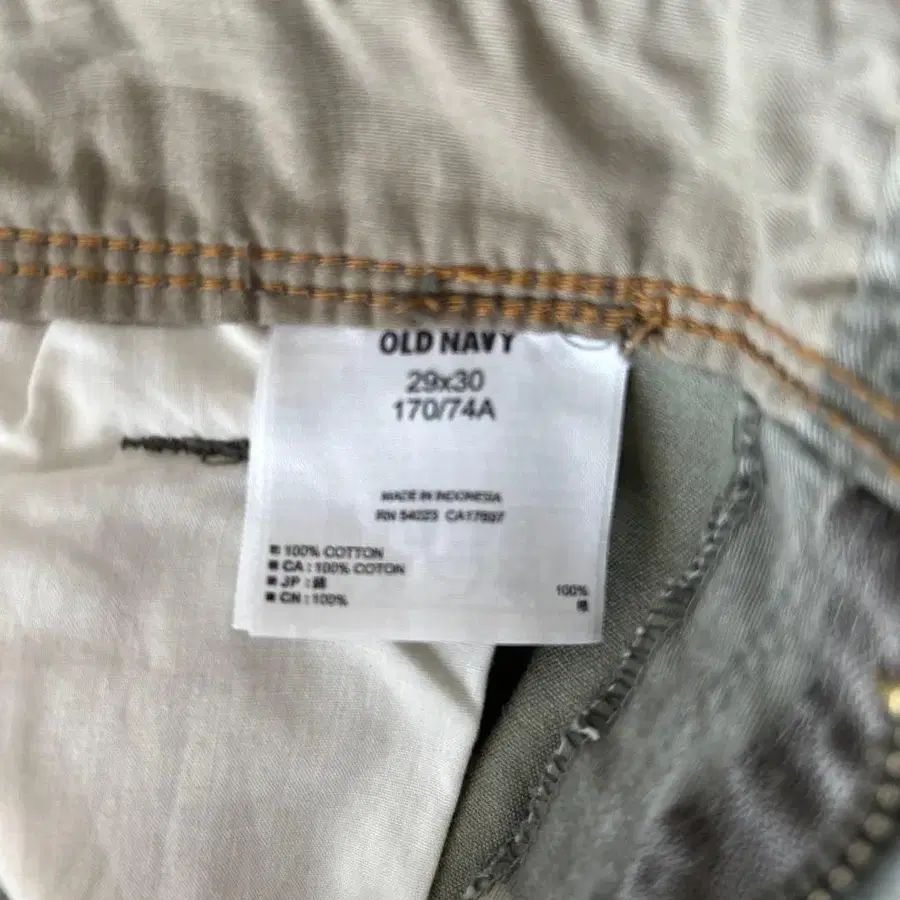 OLD NAVY
29x30
170/74A
MADE IN INDONESIA
RN 54023 CA17897
100% COTTON
CA : 100% COTON
JP : 綿
CN : 100%
100%
棉